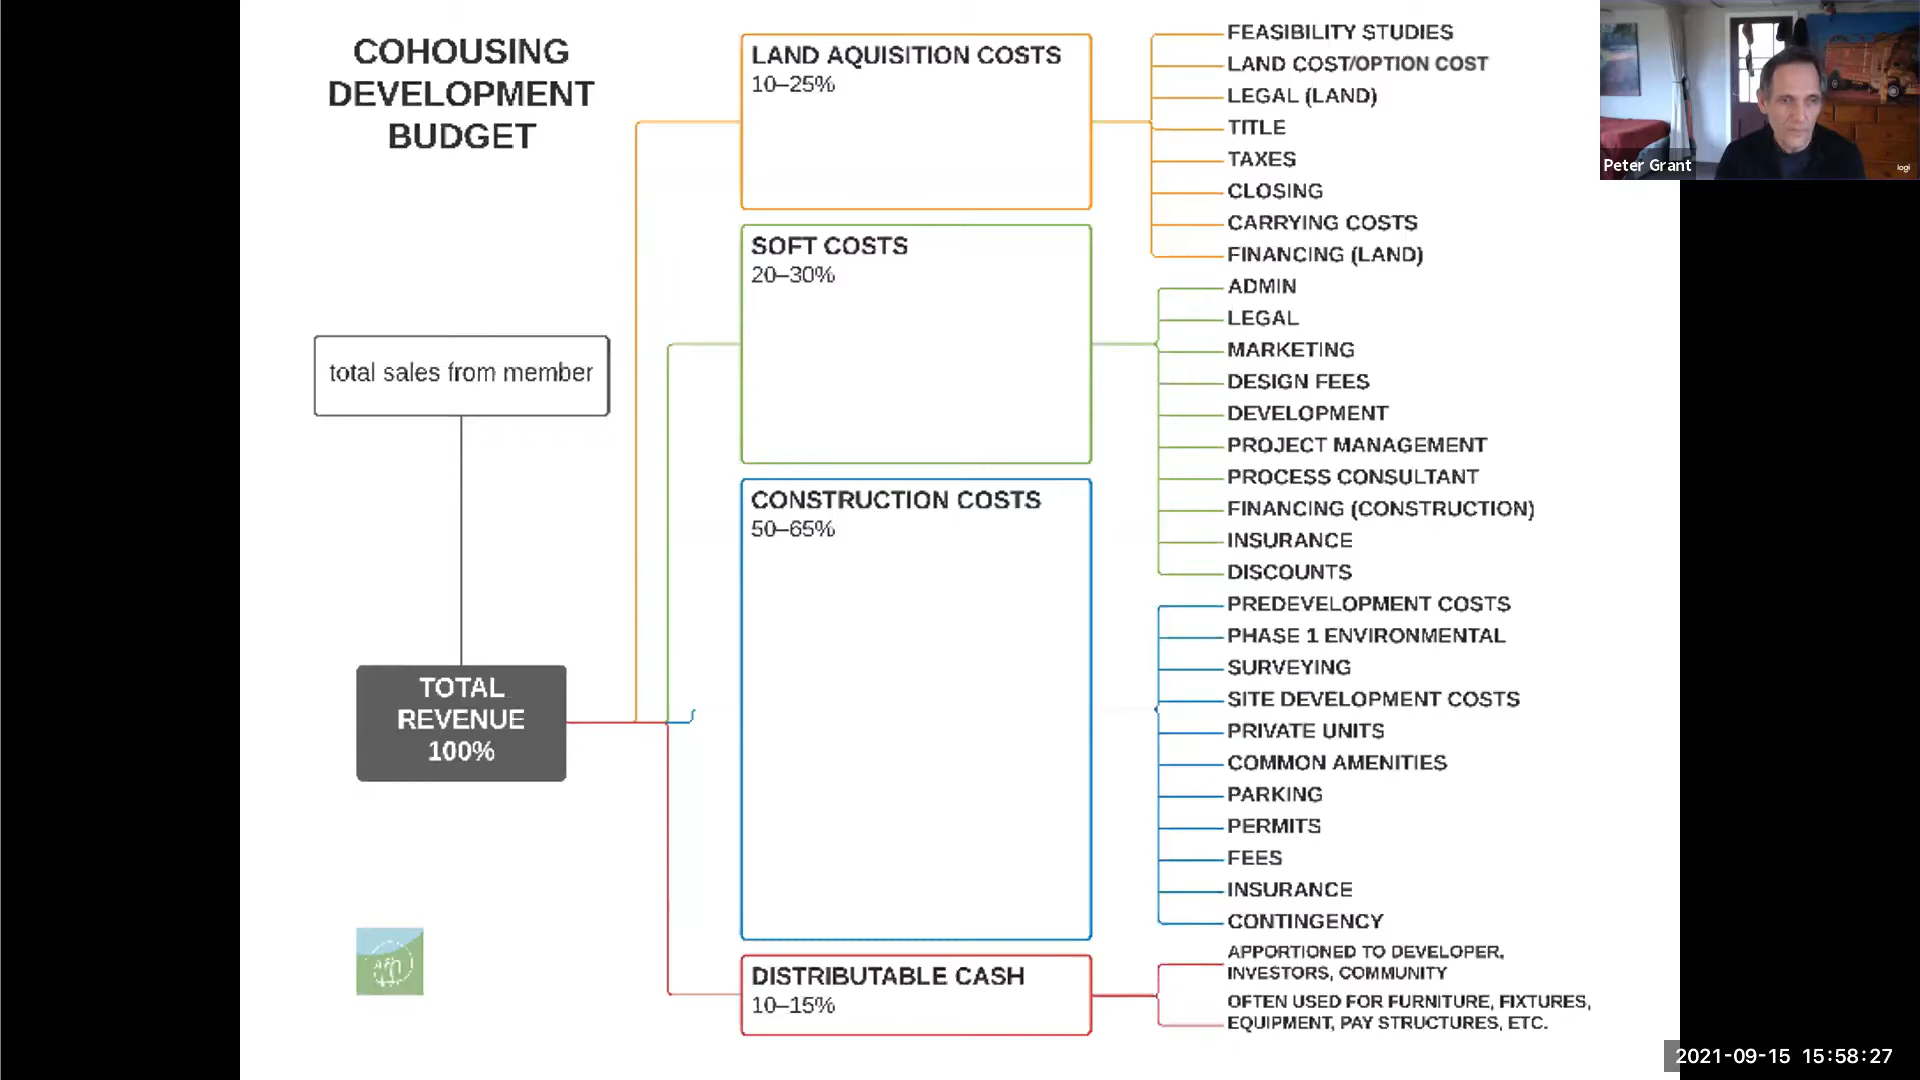 COHOUSING
DEVELOPMENT
BUDGET
total sales from member
TOTAL
REVENUE
100%
LAND AQUISITION COSTS
10–25%
FEASIBILITY STUDIES
LAND COST/OPTION COST
LEGAL (LAND)
TITLE
TAXES
CLOSING
CARRYING COSTS
FINANCING (LAND)
SOFT COSTS
20–30%
ADMIN
LEGAL
MARKETING
DESIGN FEES
DEVELOPMENT
PROJECT MANAGEMENT
PROCESS CONSULTANT
FINANCING (CONSTRUCTION)
INSURANCE
DISCOUNTS
CONSTRUCTION COSTS
50–65%
PREDEVELOPMENT COSTS
PHASE 1 ENVIRONMENTAL
SURVEYING
SITE DEVELOPMENT COSTS
PRIVATE UNITS
COMMON AMENITIES
PARKING
PERMITS
FEES
INSURANCE
CONTINGENCY
DISTRIBUTABLE CASH
10–15%
APPORTIONED TO DEVELOPER,
INVESTORS, COMMUNITY
OFTEN USED FOR FURNITURE, FIXTURES,
EQUIPMENT, PAY STRUCTURES, ETC.
Peter Grant
logi
2021-09-15 15:58:27